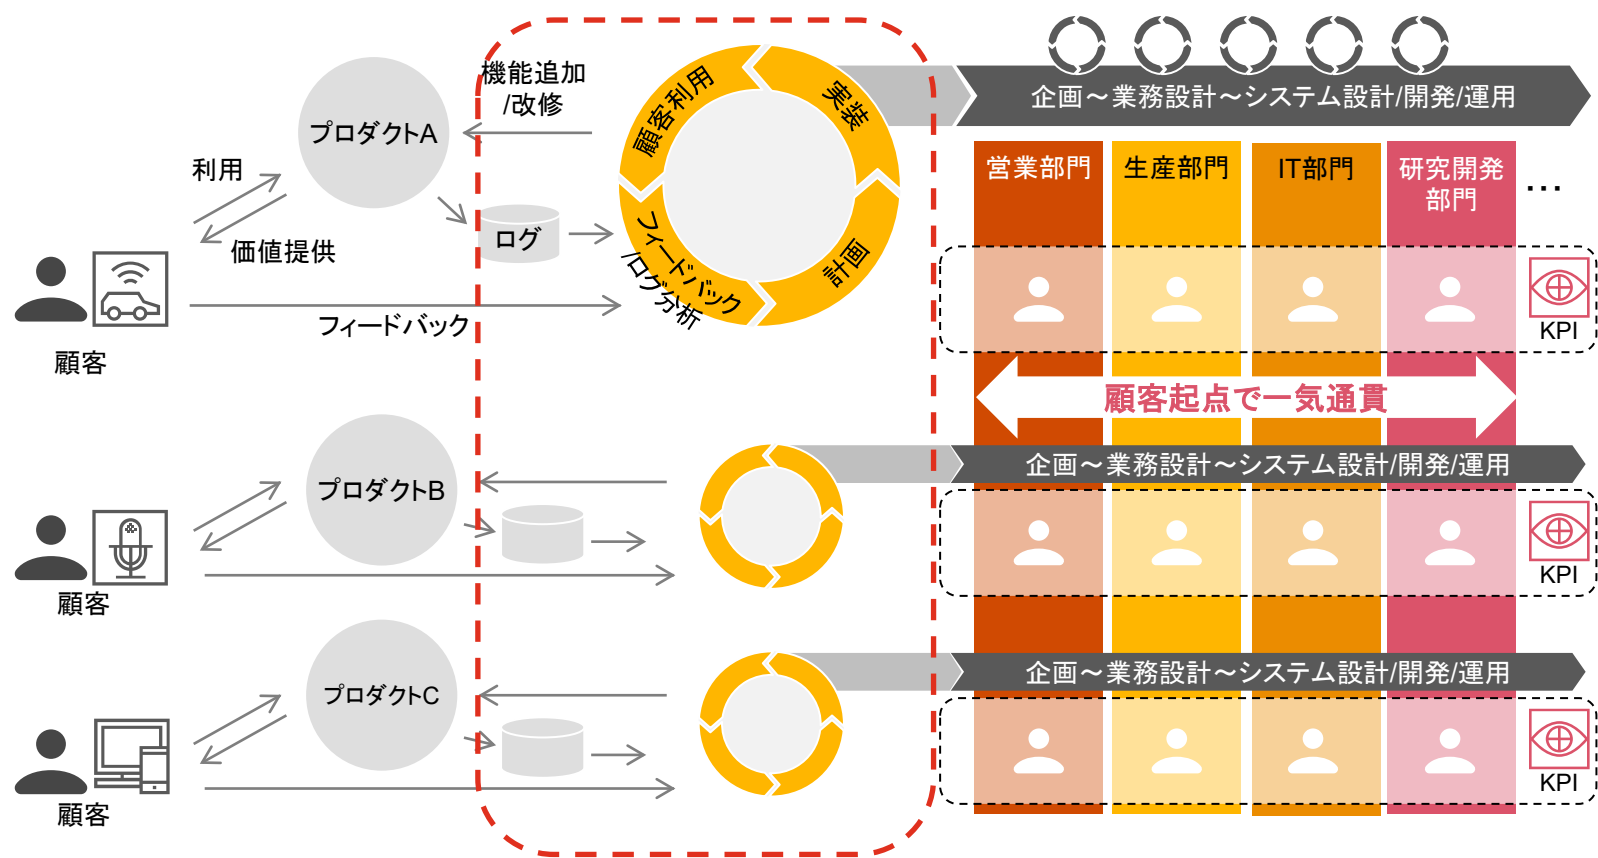 機能追加
/改修
プロダクトA
利用
価値提供
ログ
フィードバック
顧客
顧客利用
実装
計画
フィードバック
/ログ分析
企画～業務設計～システム設計/開発/運用
営業部門
生産部門
IT部門
研究開発
部門
…
KPI
顧客起点で一気通貫
プロダクトB
顧客
企画～業務設計～システム設計/開発/運用
KPI
プロダクトC
顧客
企画～業務設計～システム設計/開発/運用
KPI